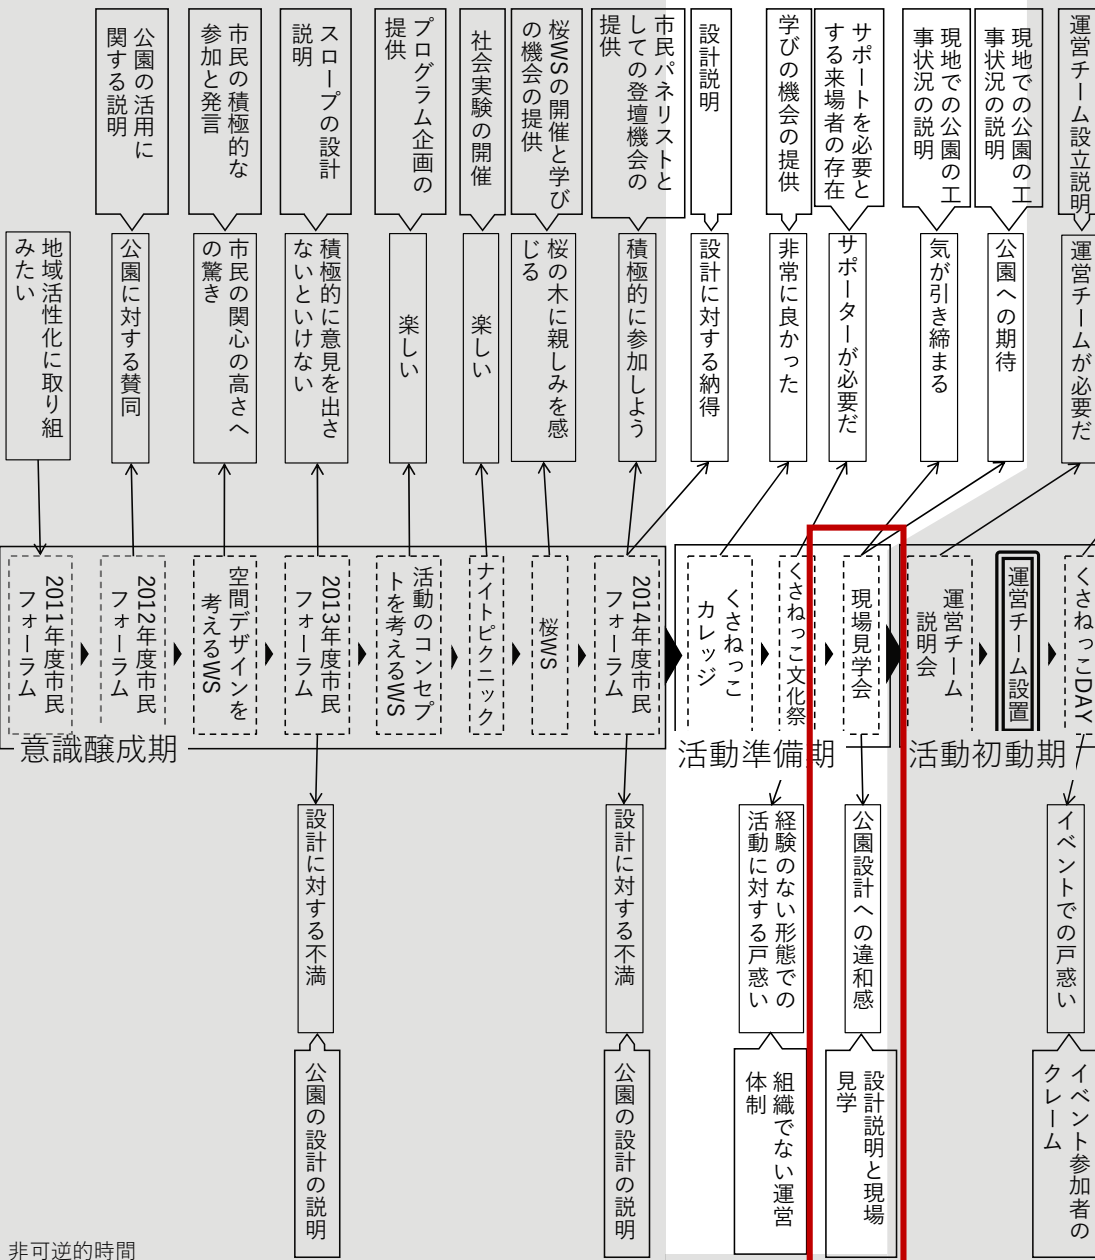 公園の活用に
関する説明
市民の積極的な
参加と発言
スロープの設計
説明
プログラム企画の
提供
社会実験の開催
桜WSの開催と学び
の機会の提供
市民パネリストと
しての登壇機会の
提供
設計説明
学びの機会の提供
サポートを必要と
する来場者の存在
現地での公園の工
事状況の説明
現地での公園の工
事状況の説明
運営チーム設立説明
地域活性化に取り組
みたい
公園に対する賛同
市民の関心の高さへ
の驚き
積極的に意見を出さ
ないといけない
楽しい
楽しい
桜の木に親しみを感
じる
積極的に参加しよう
設計に対する納得
非常に良かった
サポーターが必要だ
気が引き締まる
公園への期待
運営チームが必要だ
2011年度市民
フォーラム
2012年度市民
フォーラム
空間デザインを
考えるWS
2013年度市民
フォーラム
活動のコンセプ
トを考えるWS
ナイトピクニック
桜WS
2014年度市民
フォーラム
くさねっこ
カレッジ
くさねっこ文化祭
現場見学会
運営チーム
説明会
運営チーム設置
くさねっこDAY
意識醸成期
活動準備期
活動初動期
設計に対する不満
設計に対する不満
経験のない形態での
活動に対する戸惑い
公園設計への違和感
イベントでの戸惑い
公園の設計の説明
公園の設計の説明
組織でない運営
体制
設計説明と現場
見学
イベント参加者の
クレーム
非可逆的時間